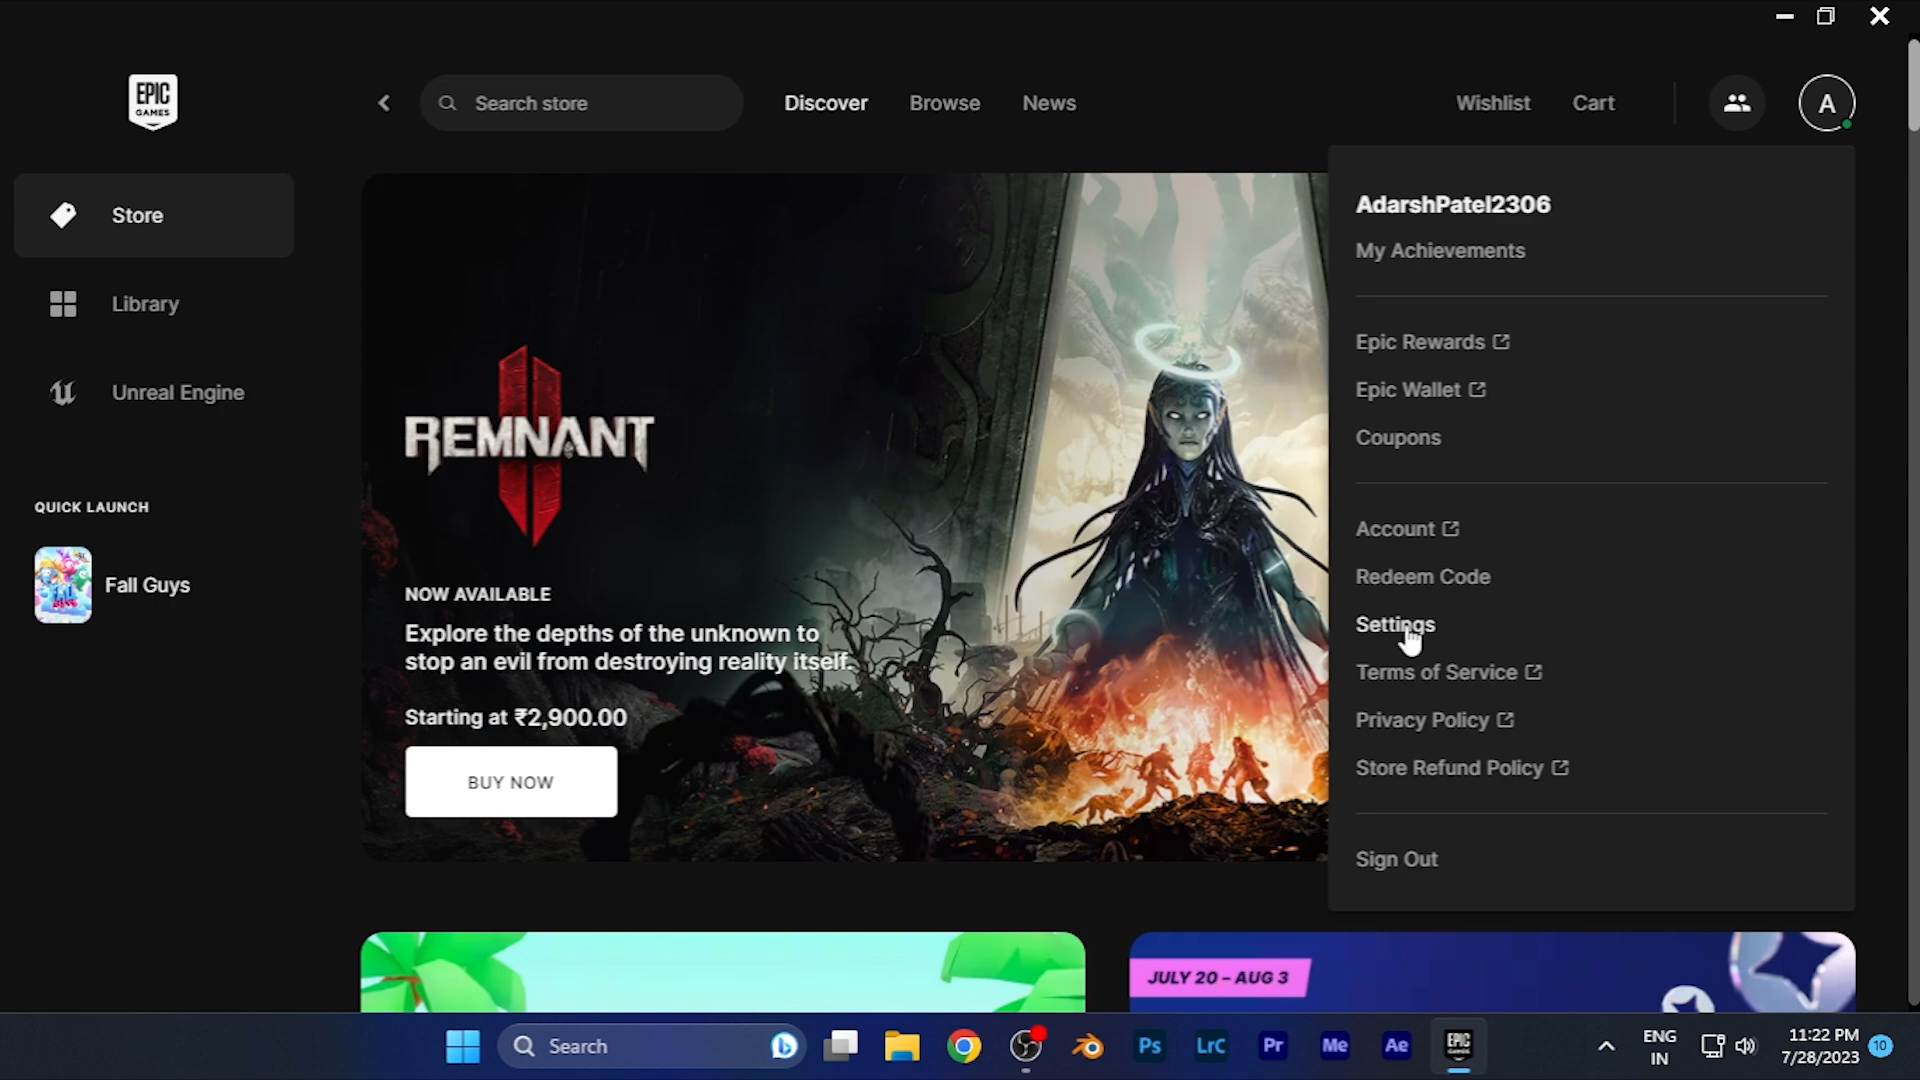 EPIC
GAMES
Search store
Discover
Browse
News
Wishlist
Cart
A
Store
Library
Unreal Engine
QUICK LAUNCH
Fall Guys
REMNANT
II
NOW AVAILABLE
Explore the depths of the unknown to
stop an evil from destroying reality itself.
Starting at ₹2,900.00
BUY NOW
AdarshPatel2306
My Achievements
Epic Rewards
Epic Wallet
Coupons
Account
Redeem Code
Settings
Terms of Service
Privacy Policy
Store Refund Policy
Sign Out
JULY 20 – AUG 3
Search
Ps
LrC
Pr
Me
Ae
EPIC
GAMES
ENG
IN
11:22 PM
7/28/2023
10